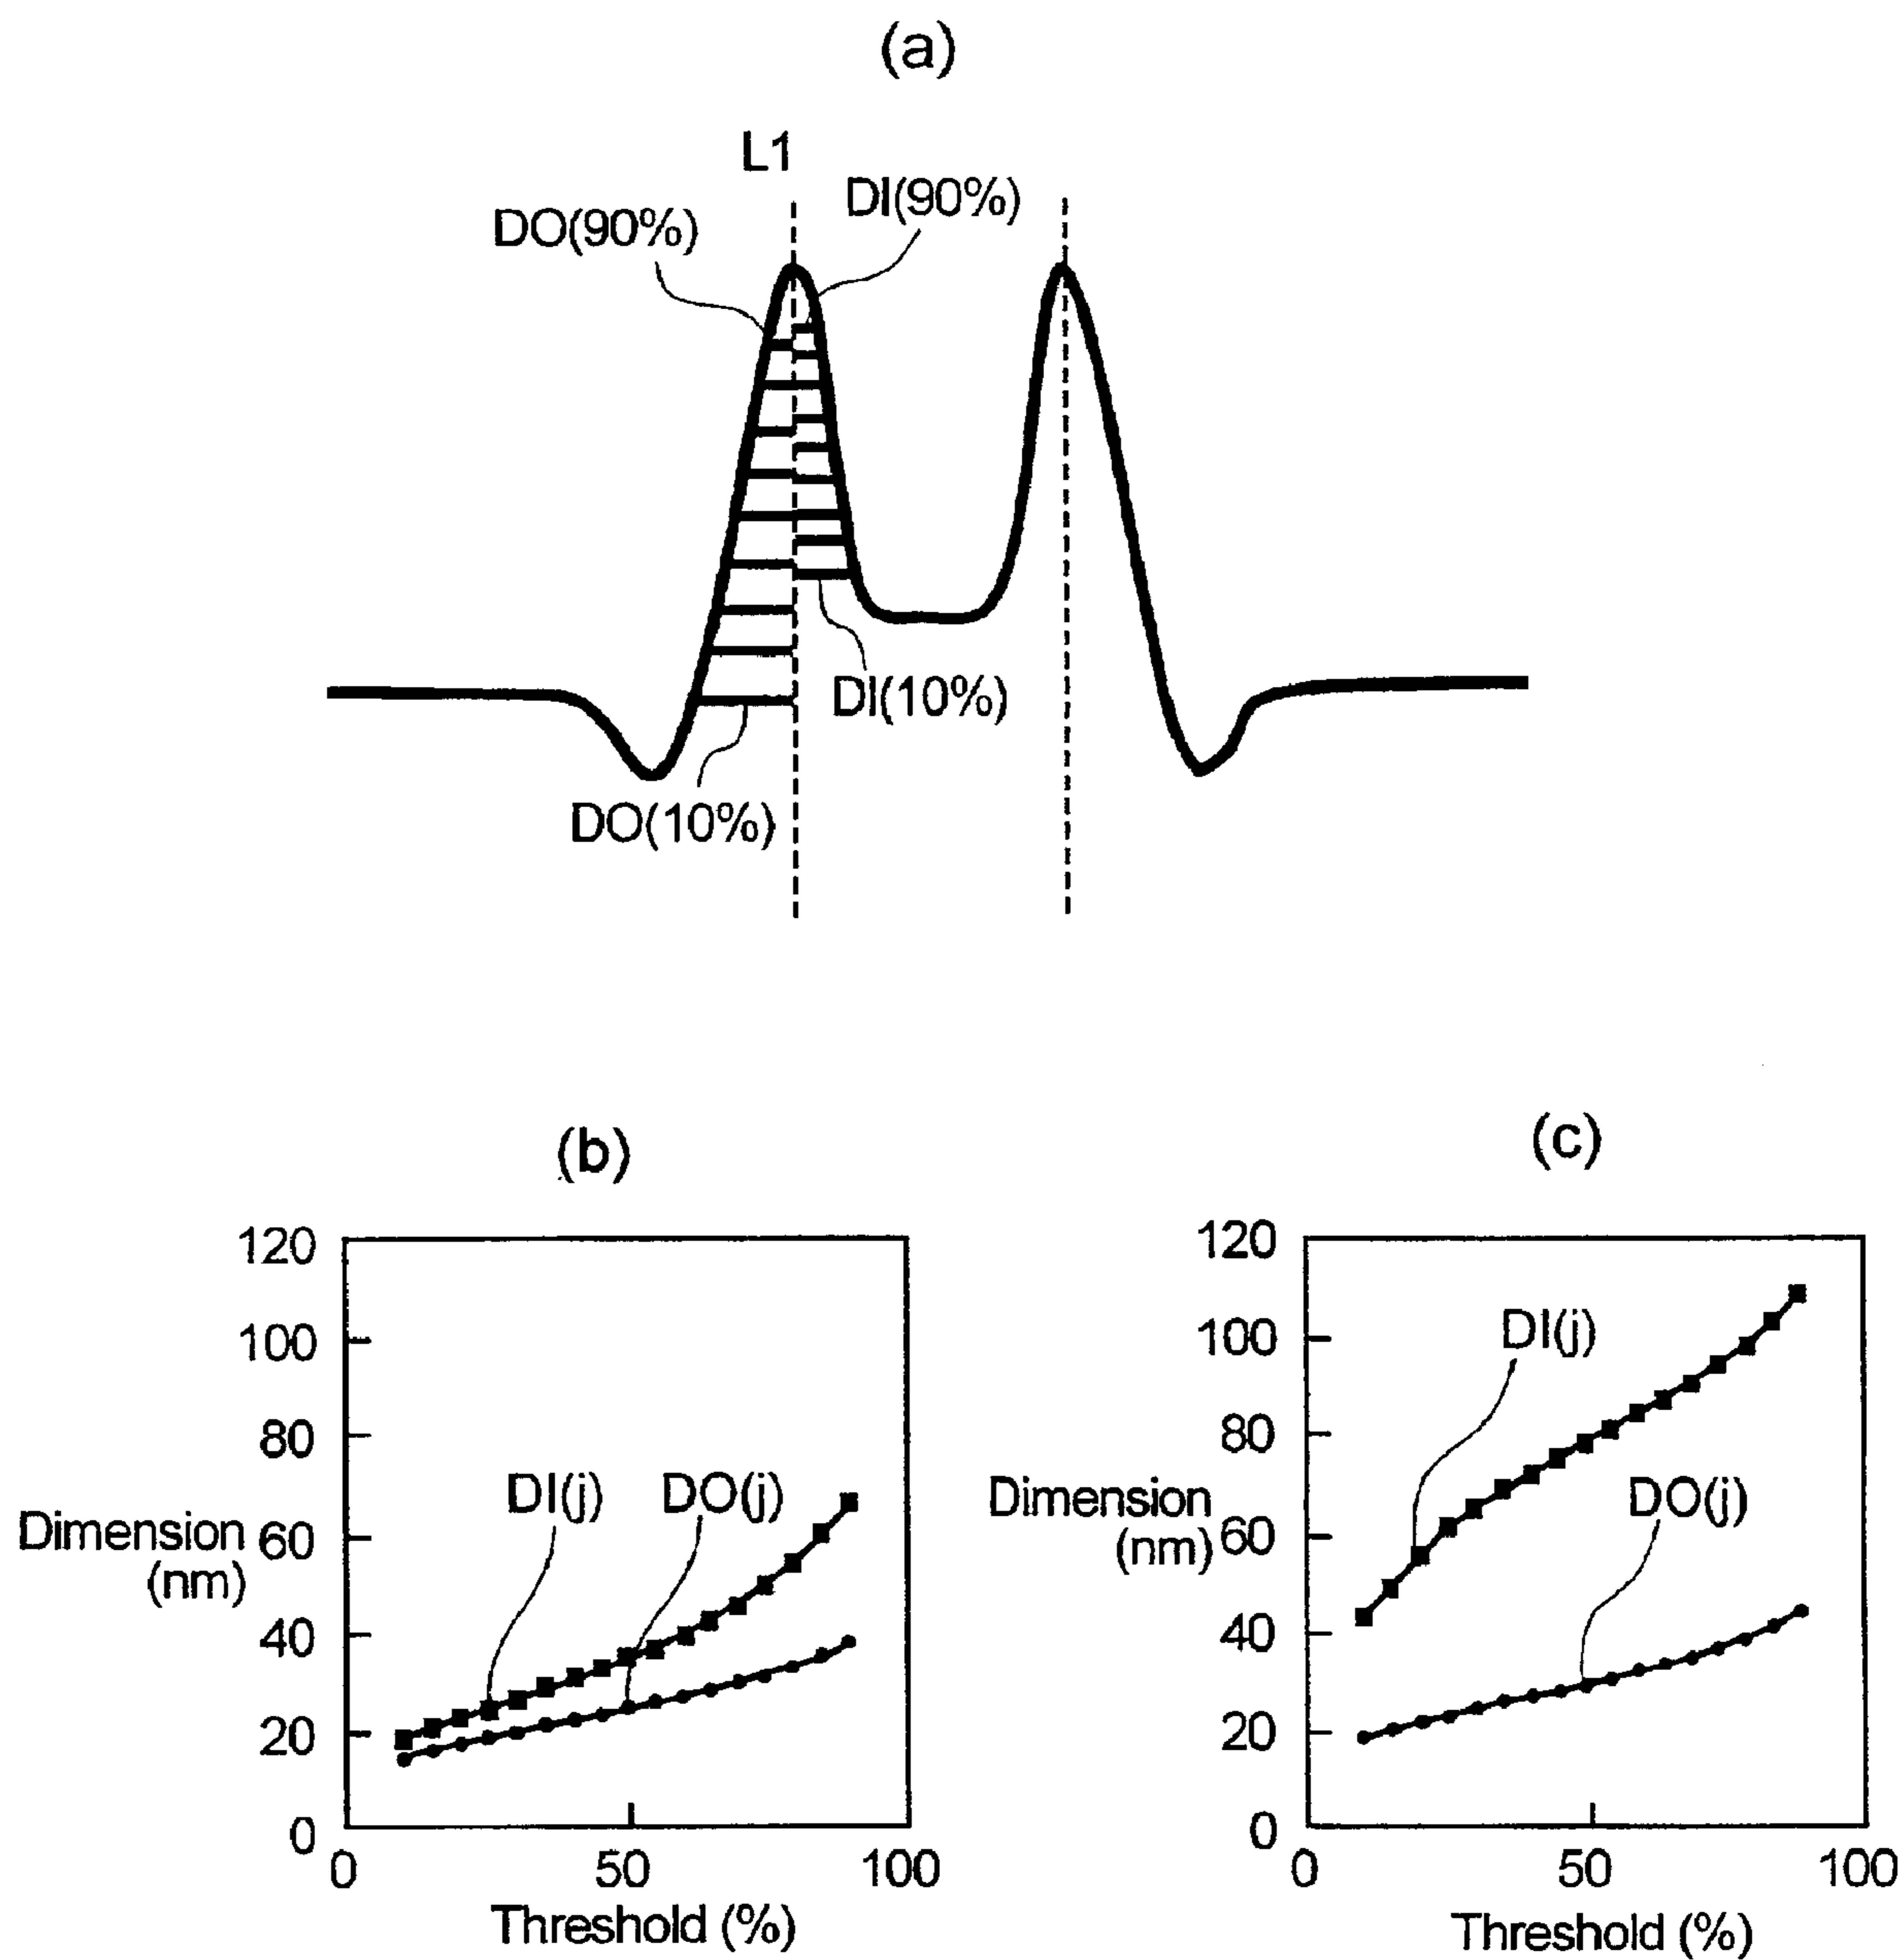 (a)
L1
DI(90%)
DO(90%)
DI(10%)
DO(10%)
(b)
120
100
80
60
40
20
0
Dimension
(nm)
DI(j)
DO(j)
0
50
100
Threshold (%)
(c)
120
100
80
60
40
20
0
Dimension
(nm)
DI(j)
DO(j)
0
50
100
Threshold (%)